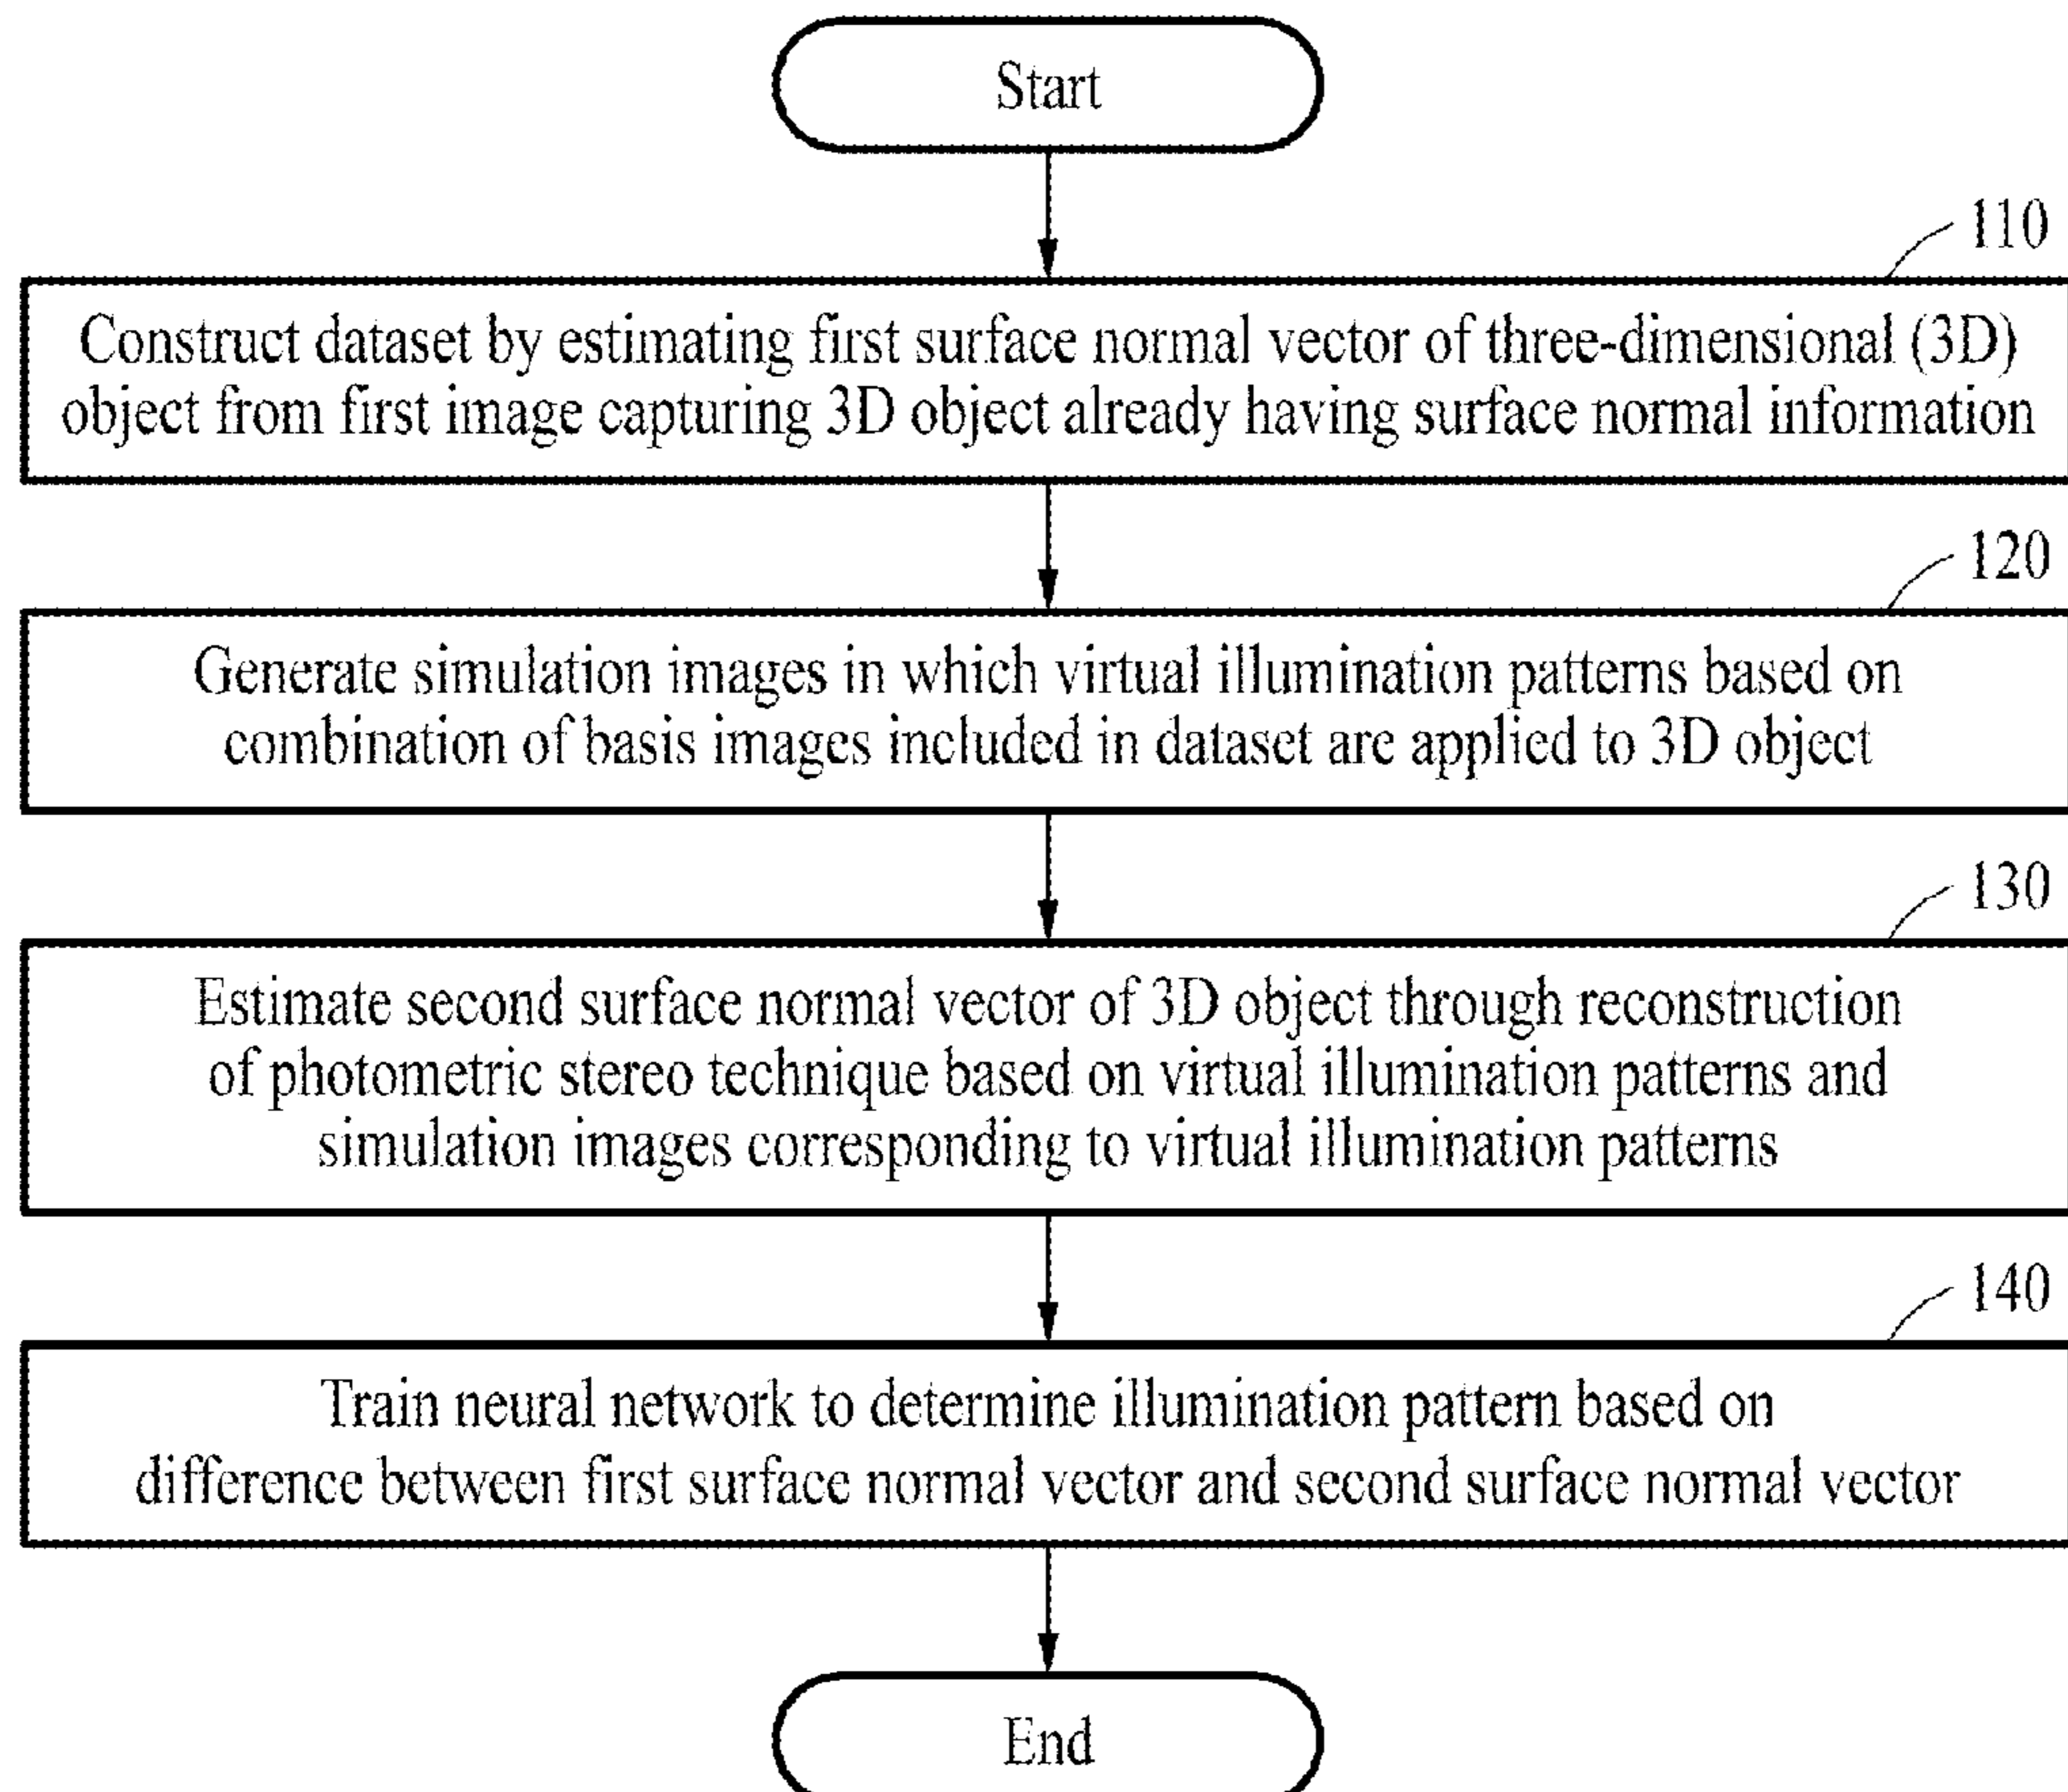 Start
110
Construct dataset by estimating first surface normal vector of three-dimensional (3D)
object from first image capturing 3D object already having surface normal information
120
Generate simulation images in which virtual illumination patterns based on
combination of basis images included in dataset are applied to 3D object
130
Estimate second surface normal vector of 3D object through reconstruction
of photometric stereo technique based on virtual illumination patterns and
simulation images corresponding to virtual illumination patterns
140
Train neural network to determine illumination pattern based on
difference between first surface normal vector and second surface normal vector
End